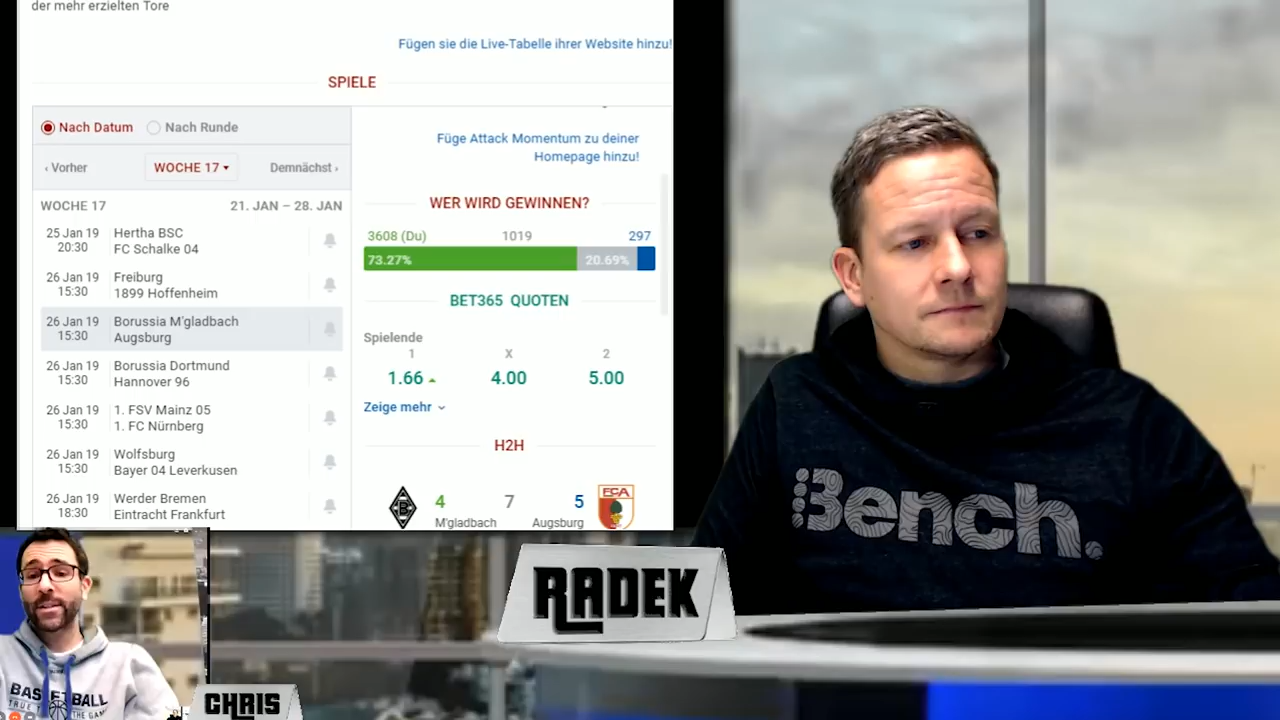 der mehr erzielten Tore
Fügen sie die Live-Tabelle ihrer Website hinzu!
SPIELE
Nach Datum Nach Runde
‹ Vorher WOCHE 17 Demnächst ›
WOCHE 17 21. JAN – 28. JAN
25 Jan 19 Hertha BSC
20:30 FC Schalke 04
26 Jan 19 Freiburg
15:30 1899 Hoffenheim
26 Jan 19 Borussia M'gladbach
15:30 Augsburg
26 Jan 19 Borussia Dortmund
15:30 Hannover 96
26 Jan 19 1. FSV Mainz 05
15:30 1. FC Nürnberg
26 Jan 19 Wolfsburg
15:30 Bayer 04 Leverkusen
26 Jan 19 Werder Bremen
18:30 Eintracht Frankfurt
Füge Attack Momentum zu deiner
Homepage hinzu!
WER WIRD GEWINNEN?
3608 (Du) 1019 297
73.27% 20.69%
BET365 QUOTEN
Spielende
1 X 2
1.66 4.00 5.00
Zeige mehr
H2H
4 7 5
M'gladbach Augsburg
FCA
Bench.
RADEK
BASKETBALL
TRUE TO
THE GAME
CHRIS